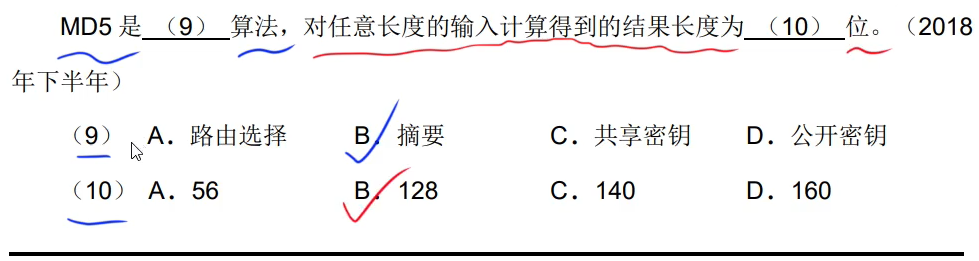 MD5 是 （9） 算法，对任意长度的输入计算得到的结果长度为 （10） 位。（2018
年下半年）
（9） A．路由选择 B．摘要 C．共享密钥 D．公开密钥
（10） A．56 B．128 C．140 D．160